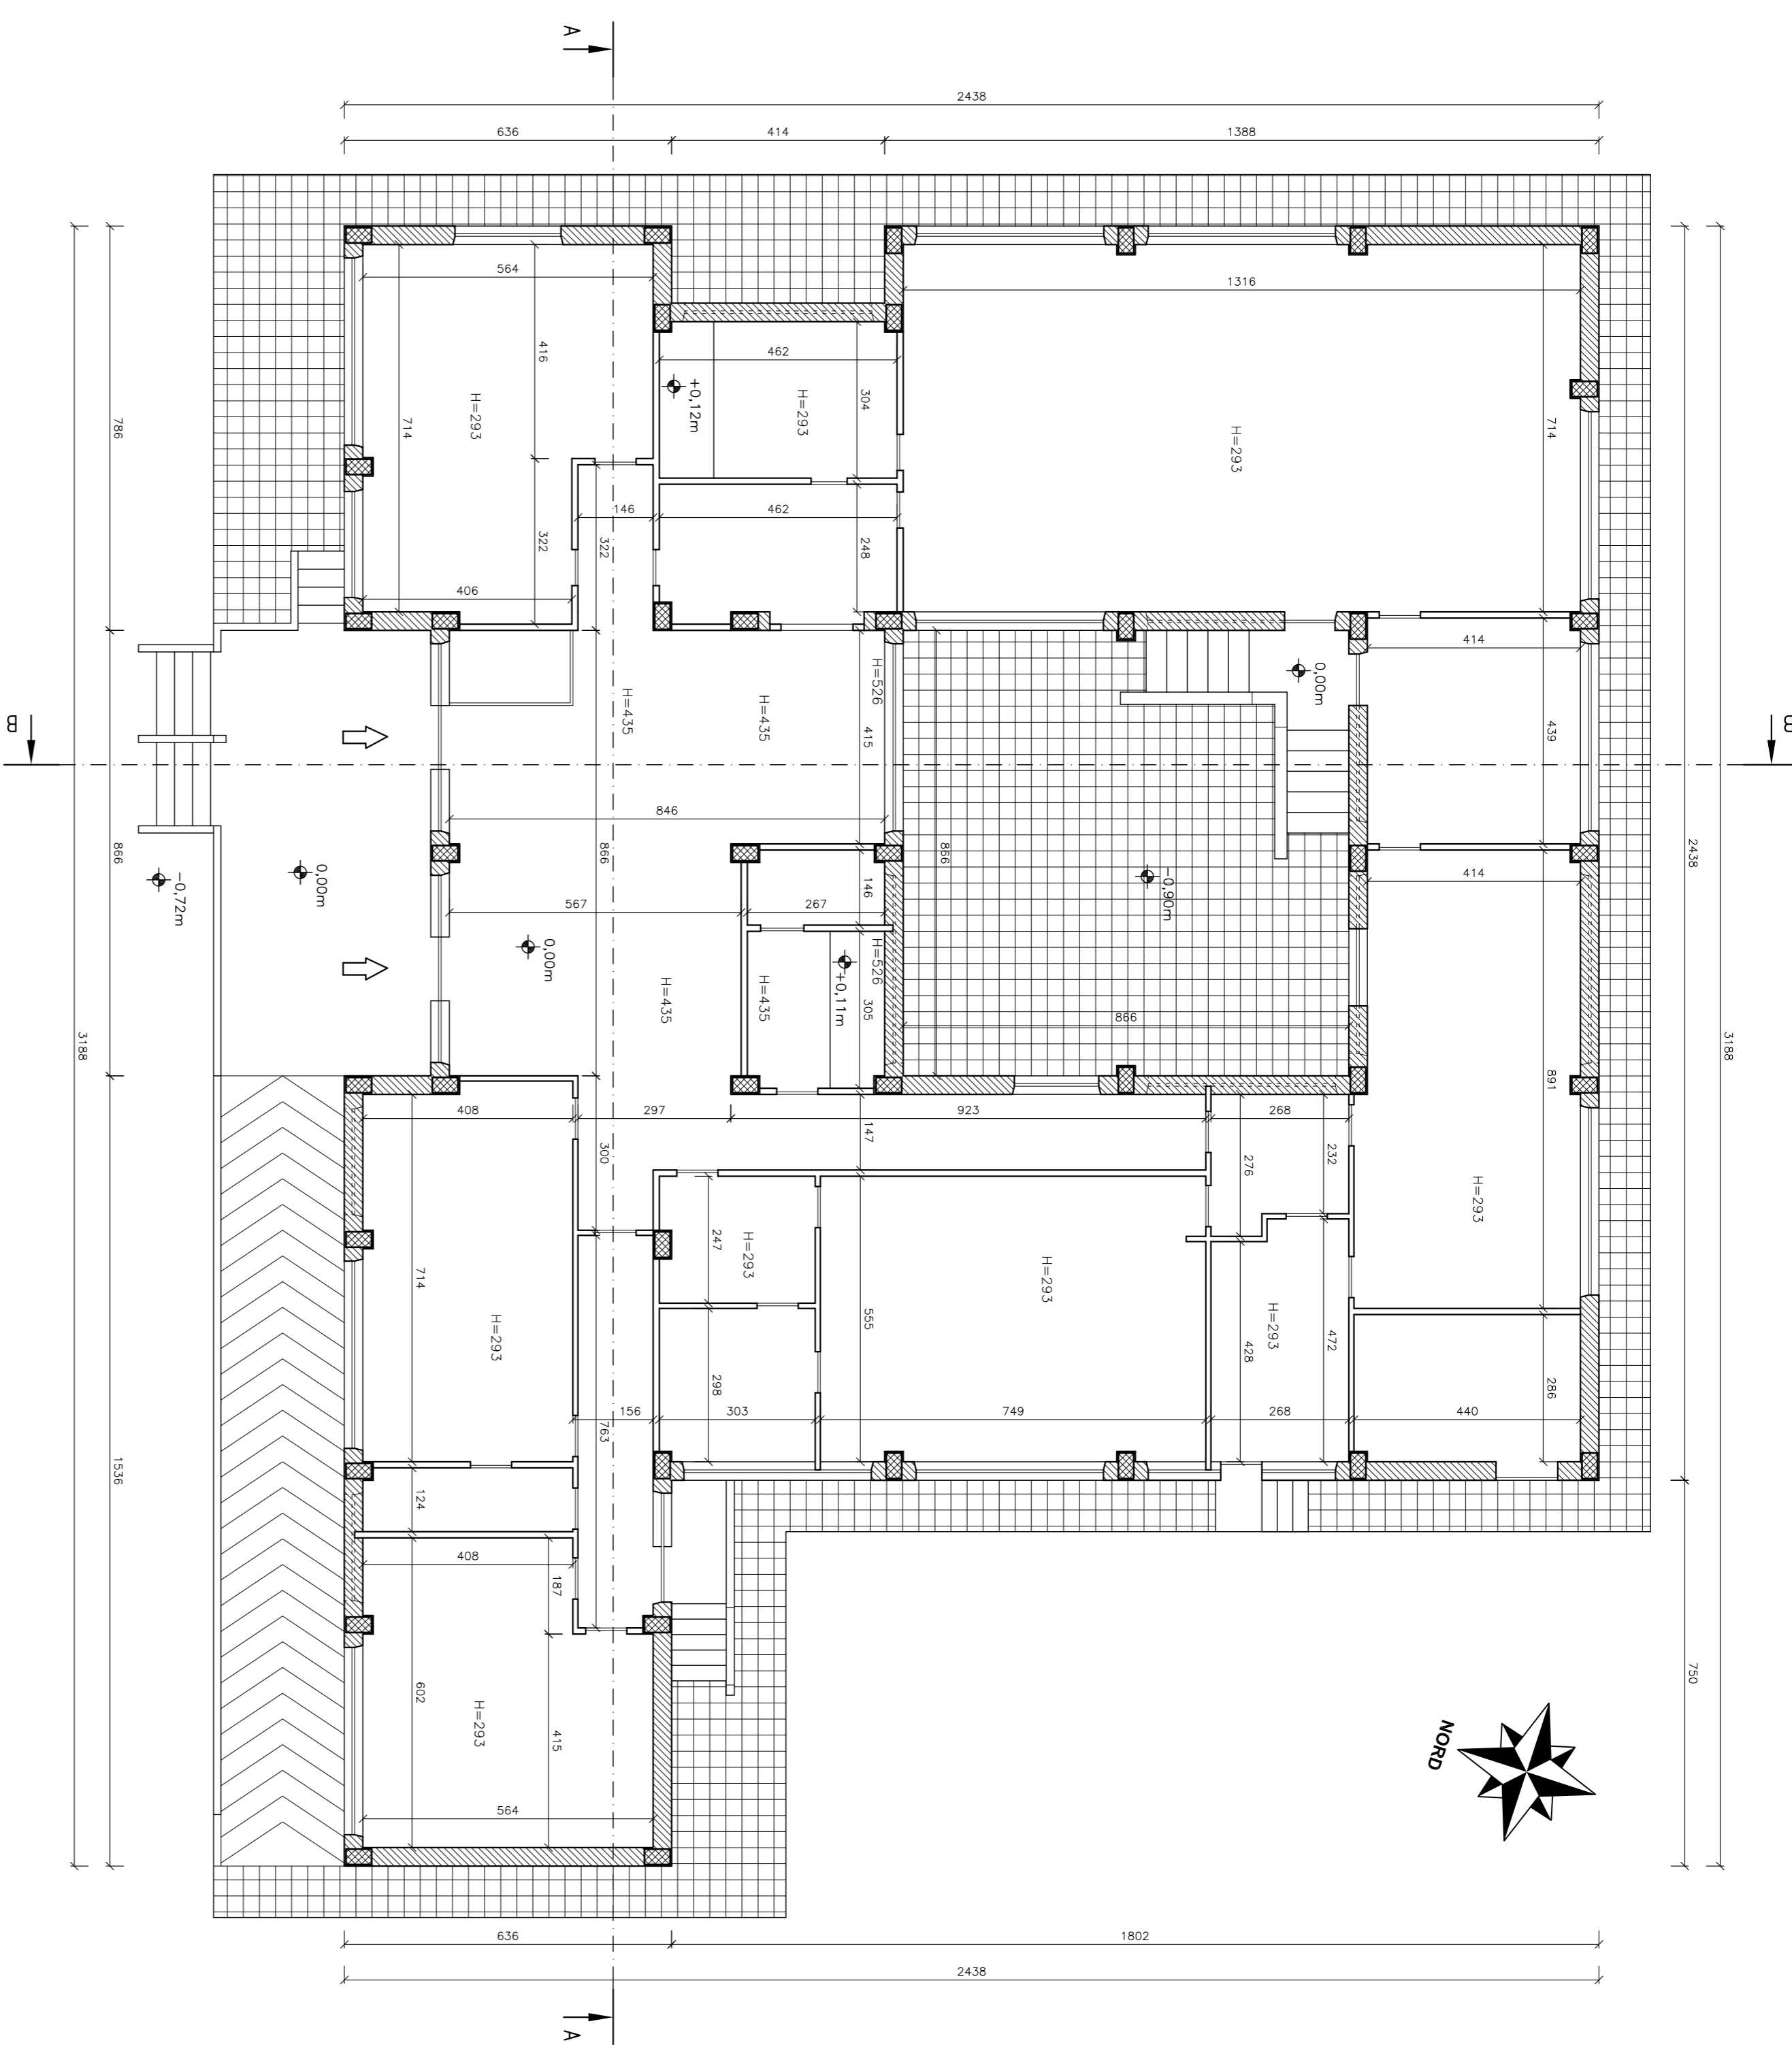 A
2438
636
414
1388
564
1316
416
H=293
714
462
304
+0,12m
H=293
H=293
714
146
462
322
322
248
406
786
2438
3188
414
0,00m
439
H=526
H=435
H=435
415
B
B
846
866
866
866
414
-0,72m
0,00m
0,00m
567
146
267
-0,90m
H=526
H=435
H=435
+0,11m
305
866
3188
891
408
297
923
268
147
300
276
232
H=293
714
247
H=293
555
H=293
H=293
H=293
428
472
298
286
156
303
749
268
440
763
1536
124
408
187
602
H=293
415
564
750
NORD
636
1802
2438
A